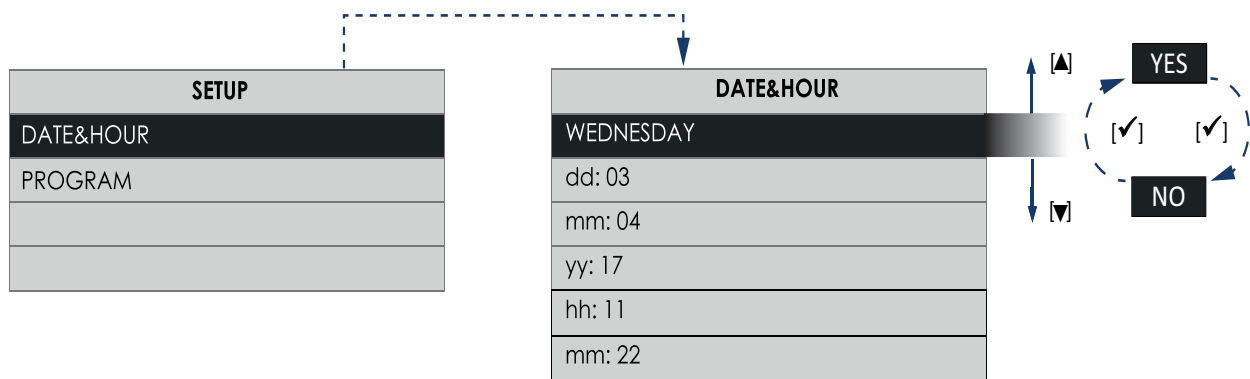 SETUP
DATE&HOUR
PROGRAM
DATE&HOUR
WEDNESDAY
dd: 03
mm: 04
yy: 17
hh: 11
mm: 22
[▲]
[▼]
YES
[✓] [✓]
NO